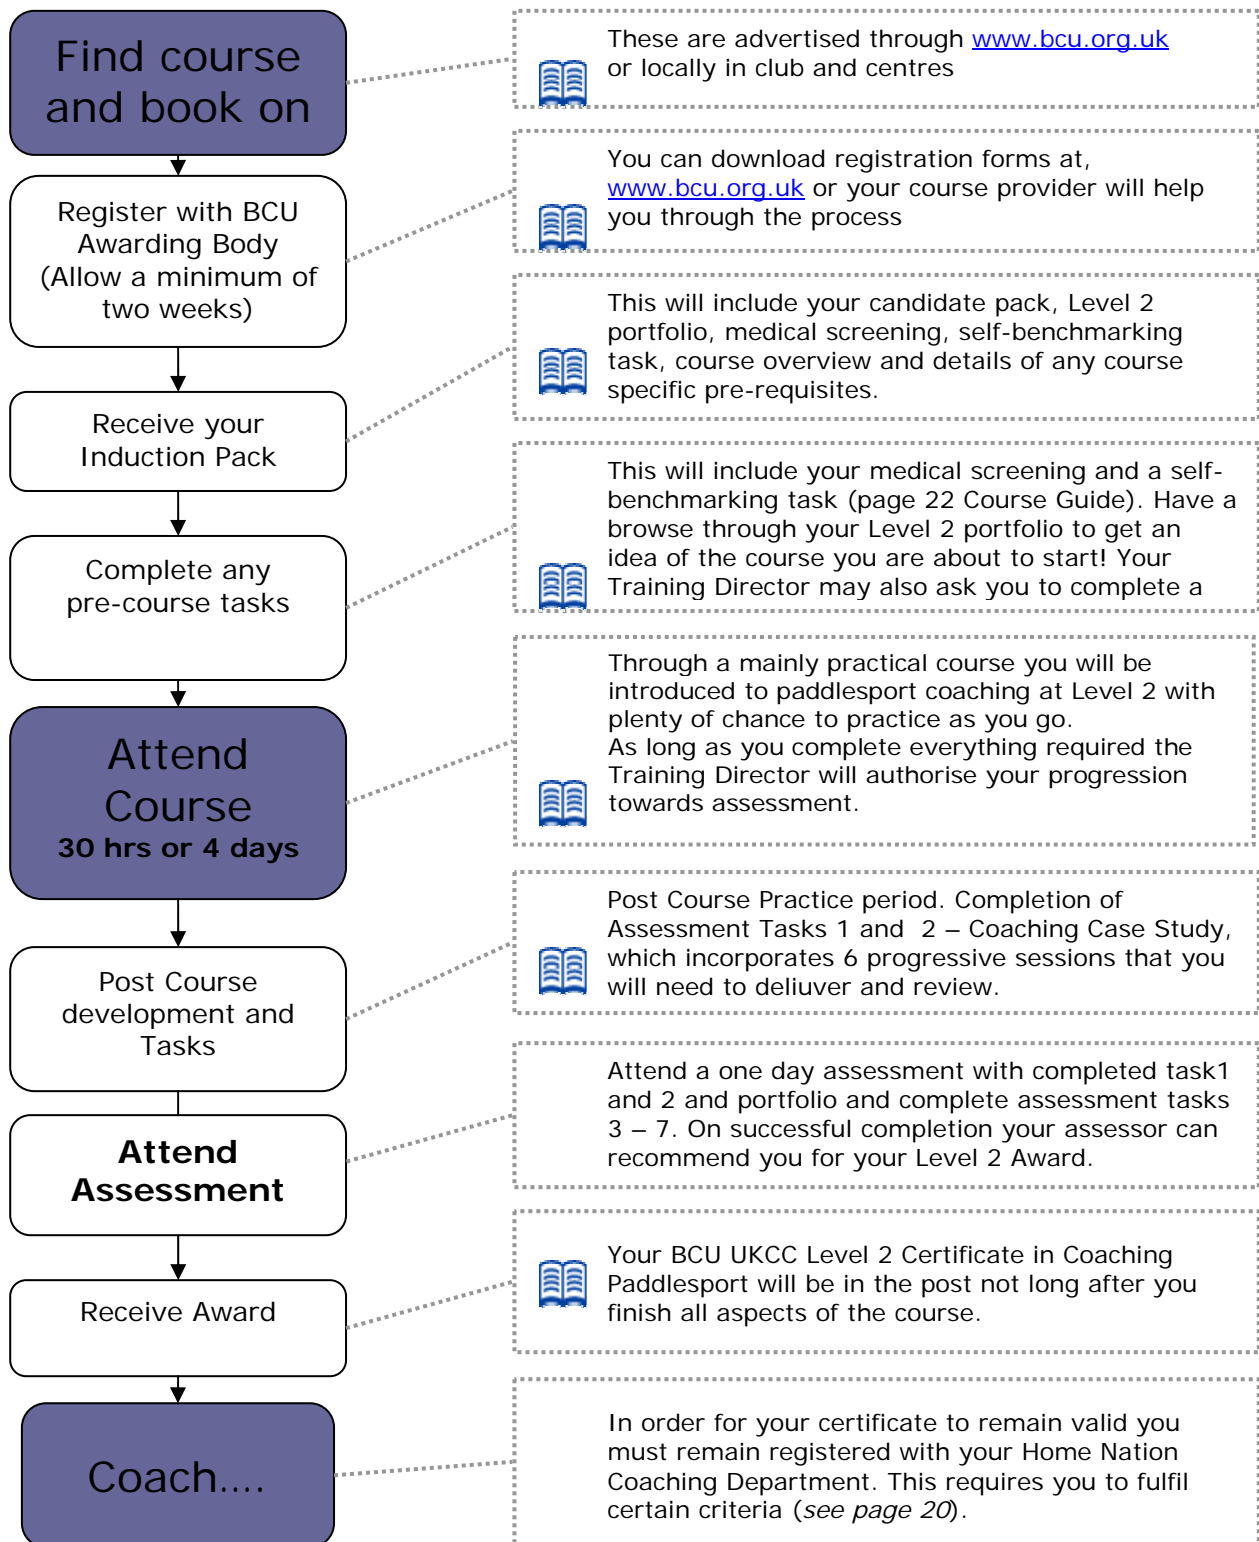 Find course
and book on
These are advertised through www.bcu.org.uk
or locally in club and centres
Register with BCU
Awarding Body
(Allow a minimum of
two weeks)
You can download registration forms at,
www.bcu.org.uk or your course provider will help
you through the process
Receive your
Induction Pack
This will include your candidate pack, Level 2
portfolio, medical screening, self-benchmarking
task, course overview and details of any course
specific pre-requisites.
Complete any
pre-course tasks
This will include your medical screening and a self-
benchmarking task (page 22 Course Guide). Have a
browse through your Level 2 portfolio to get an
idea of the course you are about to start! Your
Training Director may also ask you to complete a
Attend
Course
30 hrs or 4 days
Through a mainly practical course you will be
introduced to paddlesport coaching at Level 2 with
plenty of chance to practice as you go.
As long as you complete everything required the
Training Director will authorise your progression
towards assessment.
Post Course
development and
Tasks
Post Course Practice period. Completion of
Assessment Tasks 1 and 2 – Coaching Case Study,
which incorporates 6 progressive sessions that you
will need to deliuver and review.
Attend
Assessment
Attend a one day assessment with completed task1
and 2 and portfolio and complete assessment tasks
3 – 7. On successful completion your assessor can
recommend you for your Level 2 Award.
Receive Award
Your BCU UKCC Level 2 Certificate in Coaching
Paddlesport will be in the post not long after you
finish all aspects of the course.
Coach....
In order for your certificate to remain valid you
must remain registered with your Home Nation
Coaching Department. This requires you to fulfil
certain criteria (see page 20).